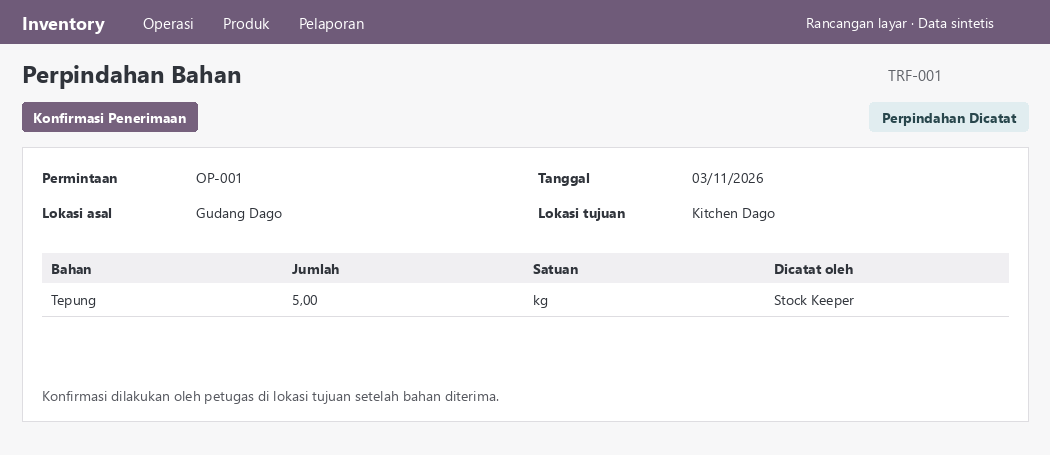 Inventory Operasi Produk Pelaporan Rancangan layar · Data sintetis
Perpindahan Bahan TRF-001
Konfirmasi Penerimaan Perpindahan Dicatat
Permintaan OP-001 Tanggal 03/11/2026
Lokasi asal Gudang Dago Lokasi tujuan Kitchen Dago
Bahan Jumlah Satuan Dicatat oleh
Tepung 5,00 kg Stock Keeper
Konfirmasi dilakukan oleh petugas di lokasi tujuan setelah bahan diterima.